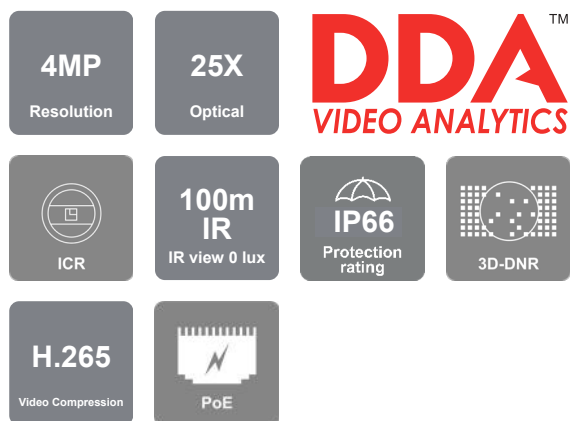 4MP
Resolution
25X
Optical
DDA
TM
VIDEO ANALYTICS
ICR
100m
IR
IR view 0 lux
IP66
Protection
rating
3D-DNR
H.265
Video Compression
PoE